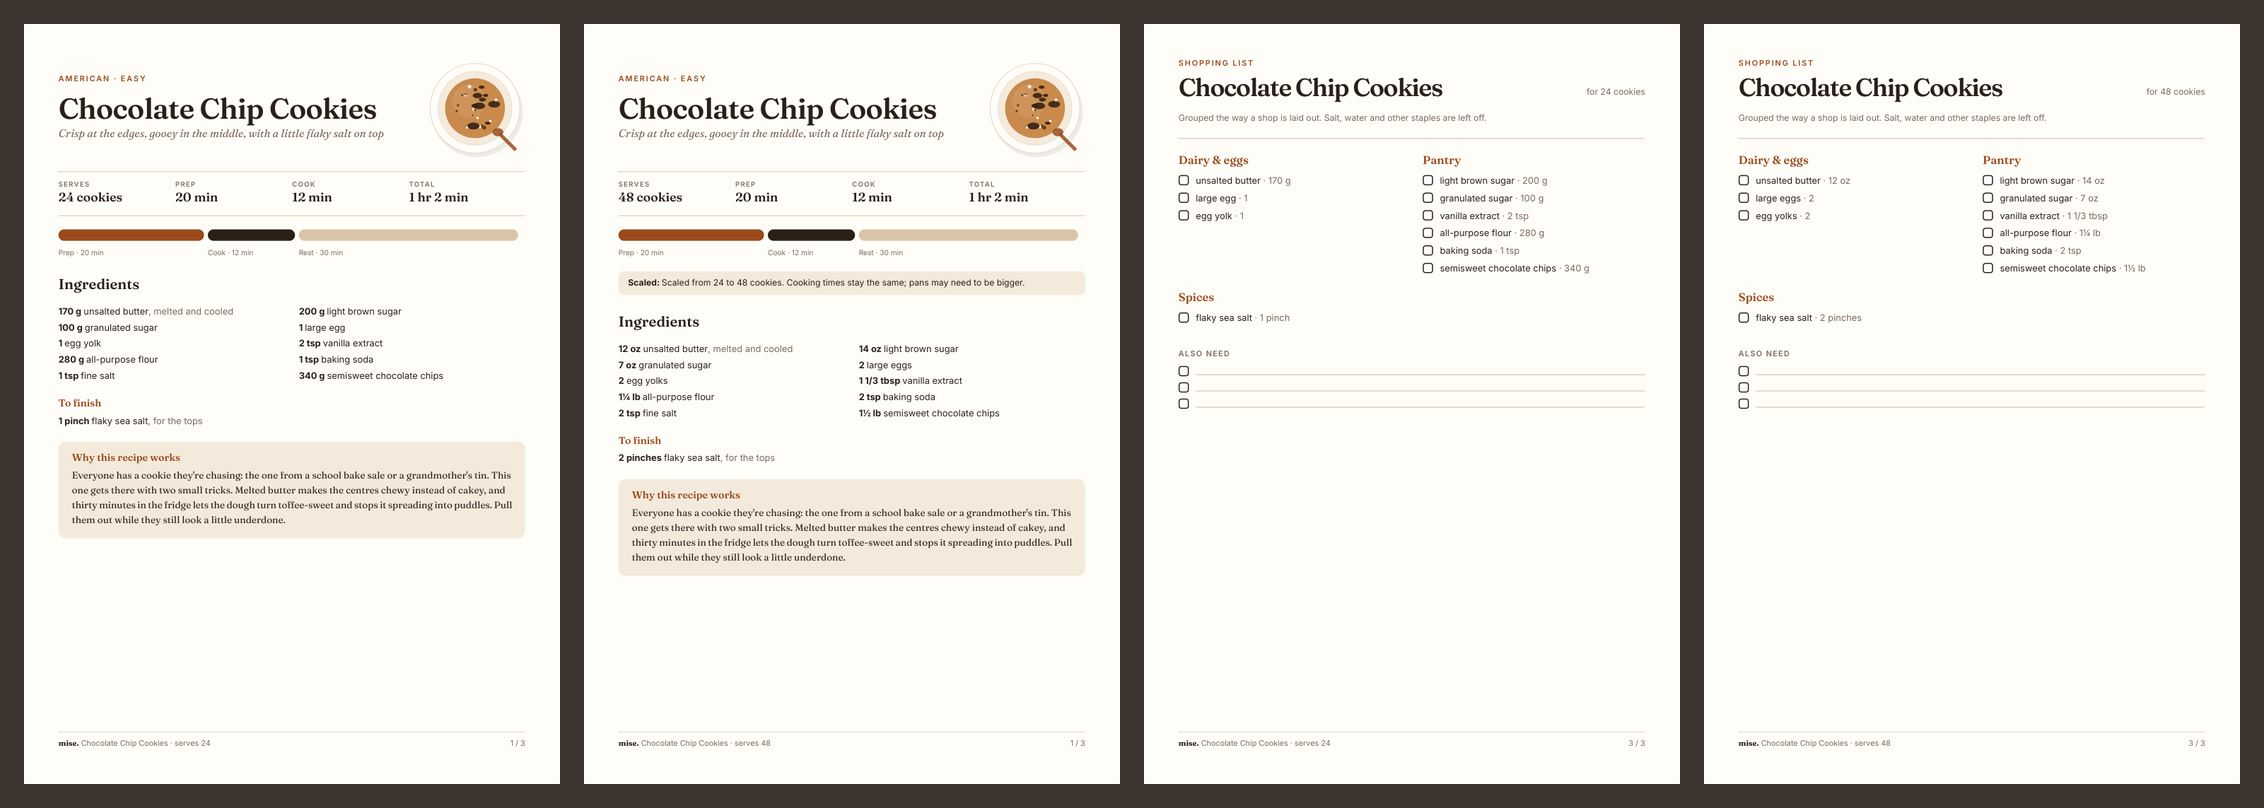 AMERICAN · EASY
Chocolate Chip Cookies
Crisp at the edges, gooey in the middle, with a little flaky salt on top
SERVES
24 cookies
PREP
20 min
COOK
12 min
TOTAL
1 hr 2 min
Prep · 20 min
Cook · 12 min
Rest · 30 min
Ingredients
170 g unsalted butter, melted and cooled
200 g light brown sugar
100 g granulated sugar
1 large egg
1 egg yolk
2 tsp vanilla extract
280 g all-purpose flour
1 tsp baking soda
1 tsp fine salt
340 g semisweet chocolate chips
To finish
1 pinch flaky sea salt, for the tops
Why this recipe works
Everyone has a cookie they're chasing: the one from a school bake sale or a grandmother's tin. This
one gets there with two small tricks. Melted butter makes the centres chewy instead of cakey, and
thirty minutes in the fridge lets the dough turn toffee-sweet and stops it spreading into puddles. Pull
them out while they still look a little underdone.
mise. Chocolate Chip Cookies · serves 24
1 / 3
AMERICAN · EASY
Chocolate Chip Cookies
Crisp at the edges, gooey in the middle, with a little flaky salt on top
SERVES
48 cookies
PREP
20 min
COOK
12 min
TOTAL
1 hr 2 min
Prep · 20 min
Cook · 12 min
Rest · 30 min
Scaled: Scaled from 24 to 48 cookies. Cooking times stay the same; pans may need to be bigger.
Ingredients
12 oz unsalted butter, melted and cooled
14 oz light brown sugar
7 oz granulated sugar
2 large eggs
2 egg yolks
1 1/3 tbsp vanilla extract
1¼ lb all-purpose flour
2 tsp baking soda
2 tsp fine salt
1½ lb semisweet chocolate chips
To finish
2 pinches flaky sea salt, for the tops
Why this recipe works
Everyone has a cookie they're chasing: the one from a school bake sale or a grandmother's tin. This
one gets there with two small tricks. Melted butter makes the centres chewy instead of cakey, and
thirty minutes in the fridge lets the dough turn toffee-sweet and stops it spreading into puddles. Pull
them out while they still look a little underdone.
mise. Chocolate Chip Cookies · serves 48
1 / 3
SHOPPING LIST
Chocolate Chip Cookies
for 24 cookies
Grouped the way a shop is laid out. Salt, water and other staples are left off.
Dairy & eggs
unsalted butter · 170 g
large egg · 1
egg yolk · 1
Pantry
light brown sugar · 200 g
granulated sugar · 100 g
vanilla extract · 2 tsp
all-purpose flour · 280 g
baking soda · 1 tsp
semisweet chocolate chips · 340 g
Spices
flaky sea salt · 1 pinch
ALSO NEED
mise. Chocolate Chip Cookies · serves 24
3 / 3
SHOPPING LIST
Chocolate Chip Cookies
for 48 cookies
Grouped the way a shop is laid out. Salt, water and other staples are left off.
Dairy & eggs
unsalted butter · 12 oz
large eggs · 2
egg yolks · 2
Pantry
light brown sugar · 14 oz
granulated sugar · 7 oz
vanilla extract · 1 1/3 tbsp
all-purpose flour · 1¼ lb
baking soda · 2 tsp
semisweet chocolate chips · 1½ lb
Spices
flaky sea salt · 2 pinches
ALSO NEED
mise. Chocolate Chip Cookies · serves 48
3 / 3